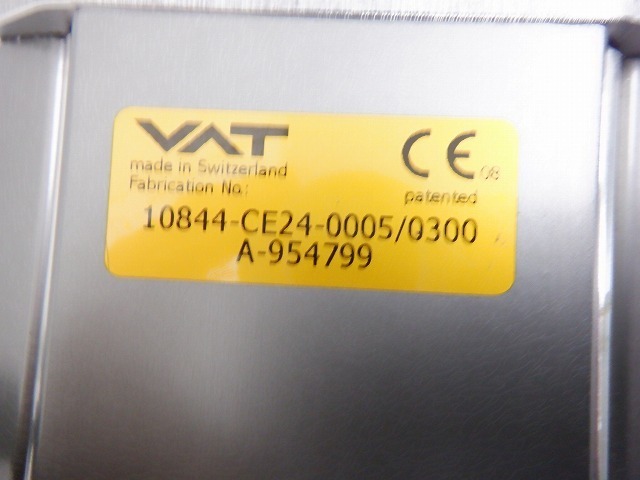 VAT
made in Switzerland
Fabrication No.:
CE 08
patented
10844-CE24-0005/0300
A-954799